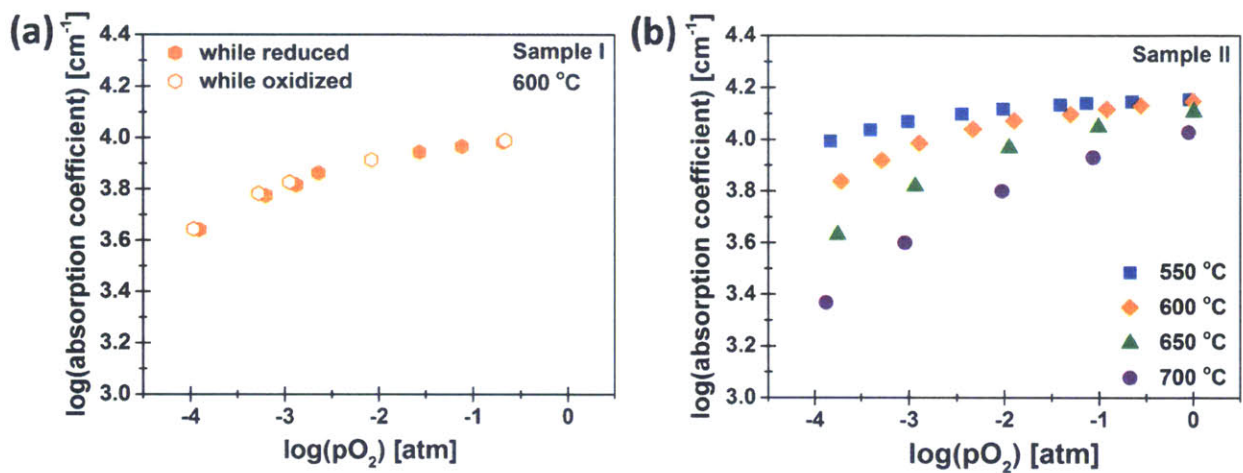 (a)
log(absorption coefficient) [cm⁻¹]
4.4
4.2
4.0
3.8
3.6
3.4
3.2
3.0
while reduced
while oxidized
Sample I
600 °C
-4 -3 -2 -1 0
log(pO₂) [atm]
(b)
log(absorption coefficient) [cm⁻¹]
4.4
4.2
4.0
3.8
3.6
3.4
3.2
3.0
Sample II
550 °C
600 °C
650 °C
700 °C
-4 -3 -2 -1 0
log(pO₂) [atm]